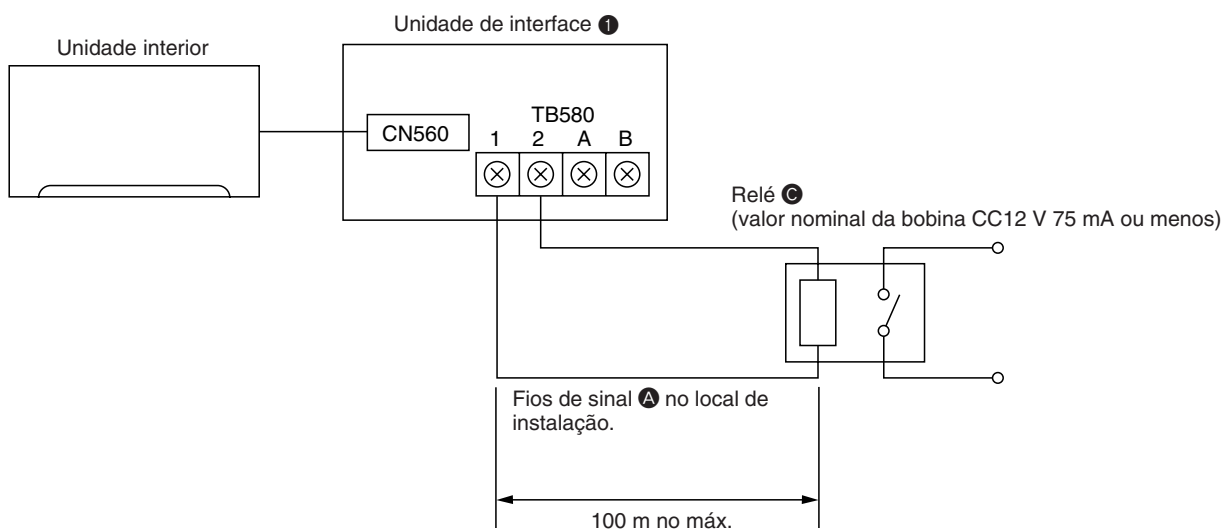 Unidade de interface ❶
Unidade interior
TB580
CN560
1 2 A B
Relé 🅒
(valor nominal da bobina CC12 V 75 mA ou menos)
Fios de sinal 🅐 no local de
instalação.
100 m no máx.